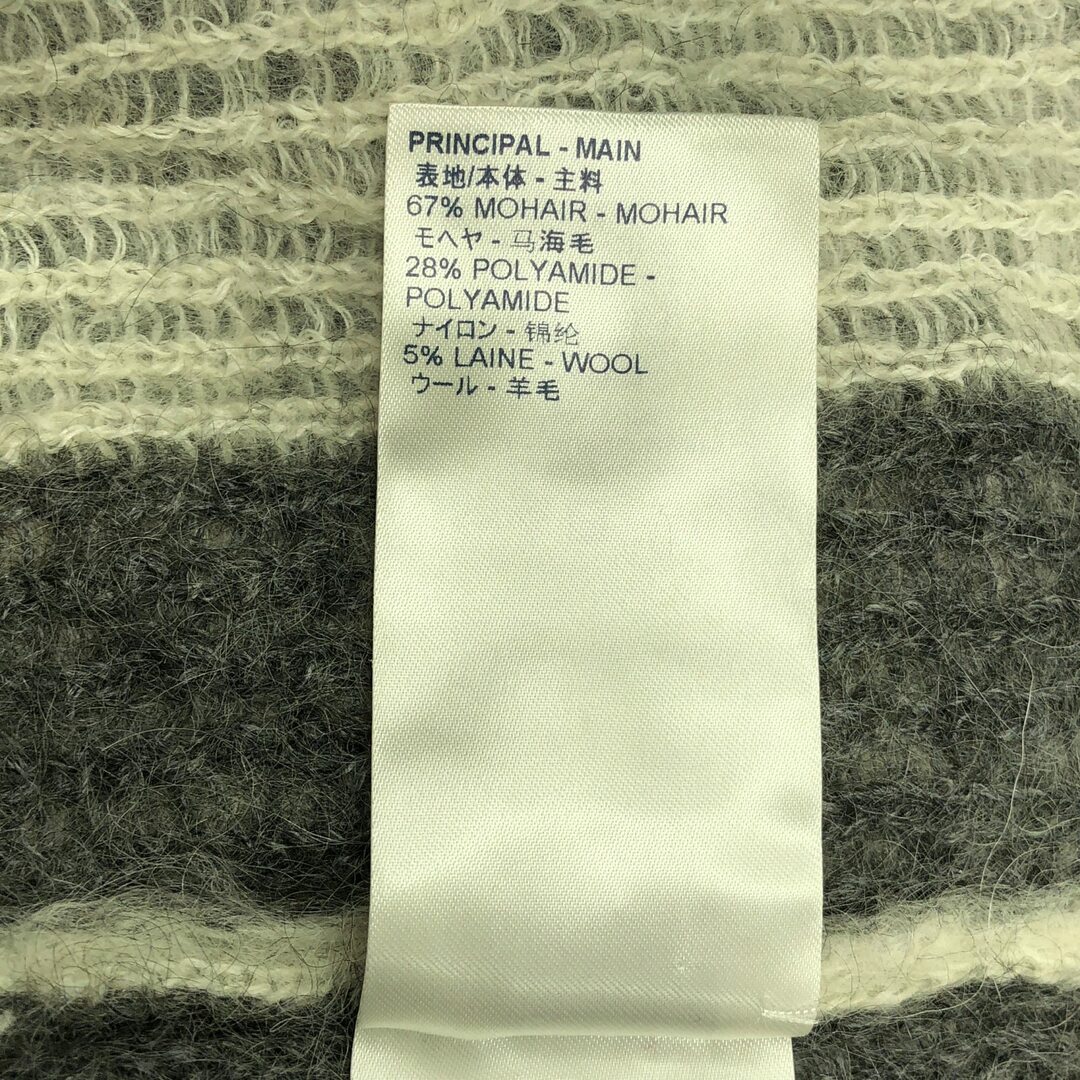 PRINCIPAL - MAIN
表地/本体 - 主料
67% MOHAIR - MOHAIR
モヘヤ - 马海毛
28% POLYAMIDE -
POLYAMIDE
ナイロン - 锦纶
5% LAINE - WOOL
ウール - 羊毛